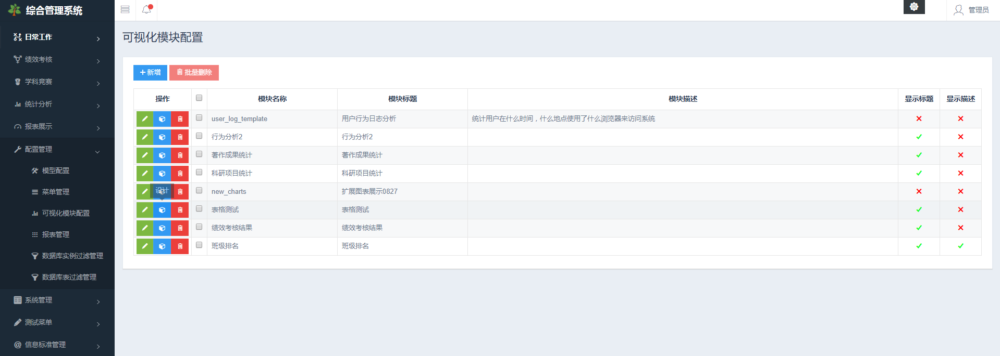 综合管理系统
管理员
日常工作
绩效考核
学科竞赛
统计分析
报表展示
配置管理
模型配置
菜单管理
可视化模块配置
报表管理
数据库实例过滤管理
数据库表过滤管理
系统管理
测试菜单
信息标准管理
可视化模块配置
新增 批量删除
操作 模块名称 模块标题 模块描述 显示标题 显示描述
user_log_template 用户行为日志分析 统计用户在什么时间，什么地点使用了什么浏览器来访问系统
行为分析2 行为分析2
著作成果统计 著作成果统计
科研项目统计 科研项目统计
设计 new_charts 扩展图表展示0827
表格测试 表格测试
绩效考核结果 绩效考核结果
班级排名 班级排名